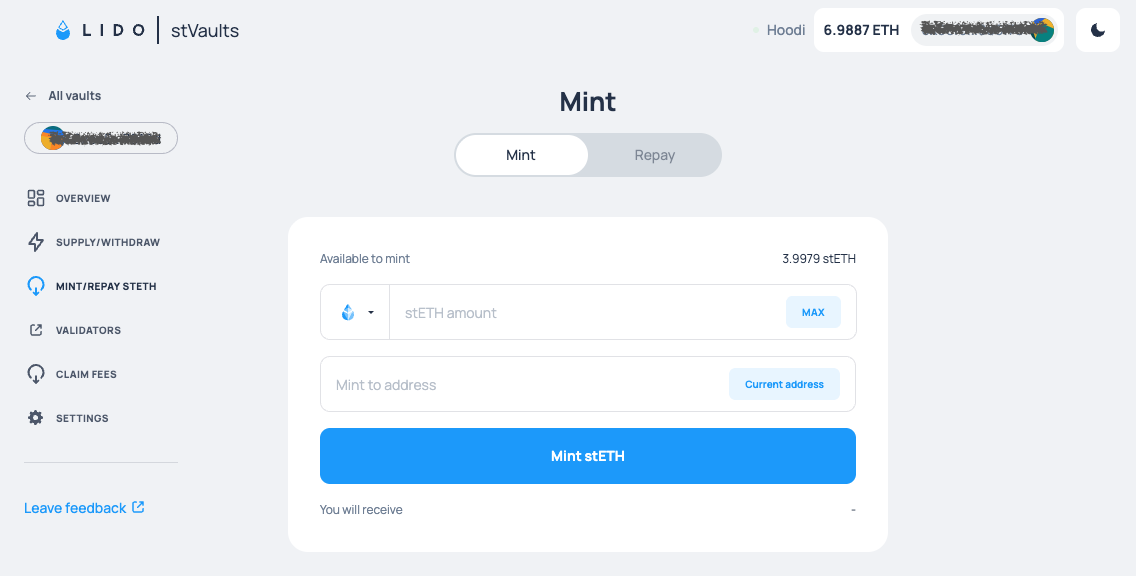 LIDO stVaults
Hoodi
6.9887 ETH
All vaults
OVERVIEW
SUPPLY/WITHDRAW
MINT/REPAY STETH
VALIDATORS
CLAIM FEES
SETTINGS
Leave feedback
Mint
Mint Repay
Available to mint 3.9979 stETH
stETH amount MAX
Mint to address Current address
Mint stETH
You will receive -